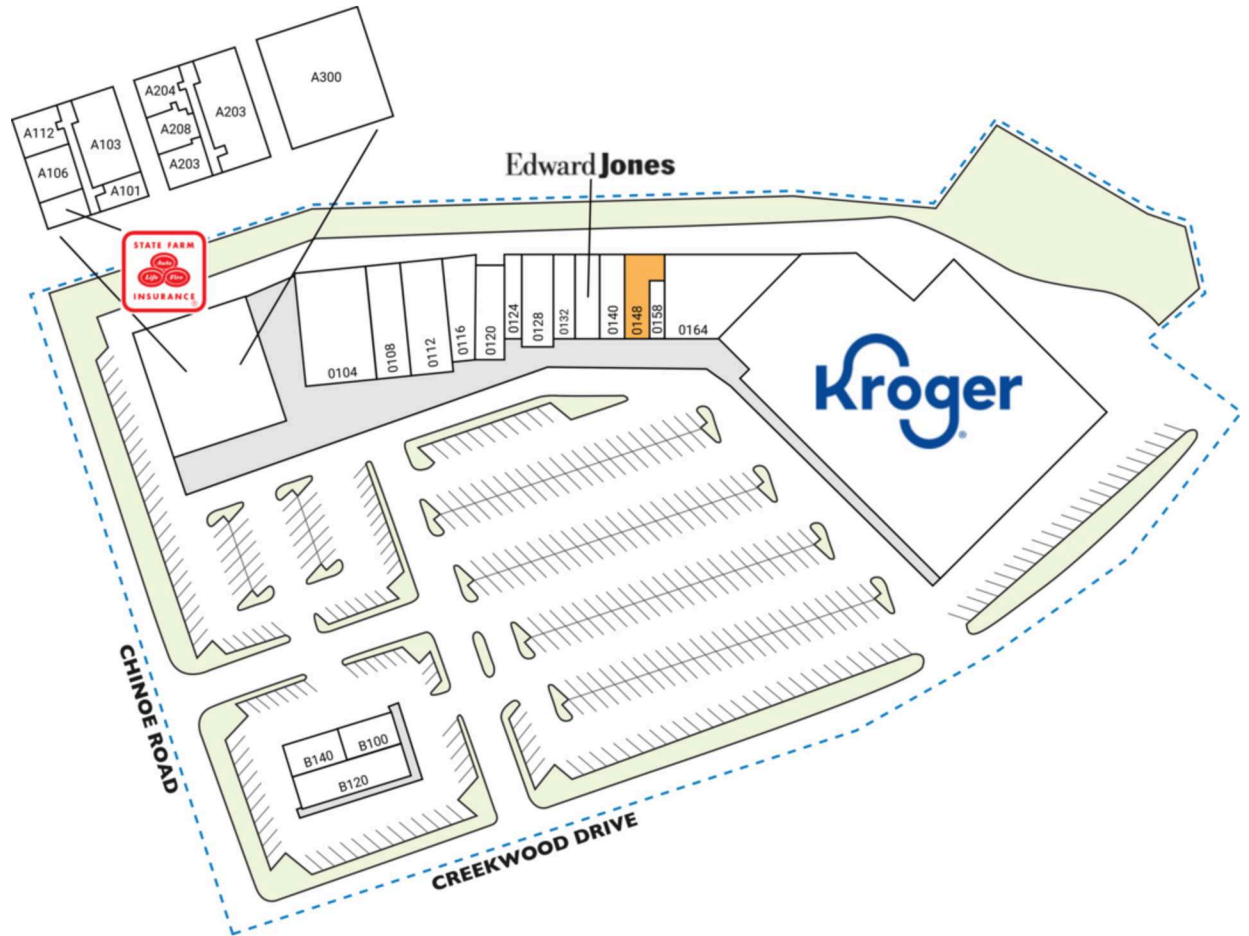 A300
A204
A203
A112
A103
A208
A106
A203
A101
Edward Jones
STATE FARM
Auto
Life Fire
INSURANCE
®
0104
0108
0112
0116
0120
0124
0128
0132
0140
0148
0158
0164
Kroger
®
CHINOE ROAD
B140
B100
B120
CREEKWOOD DRIVE